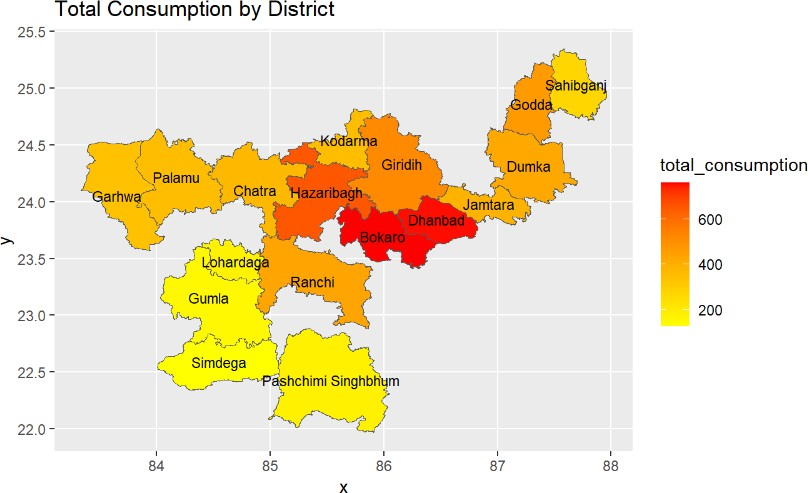 Total Consumption by District
25.5
25.0
24.5
24.0
23.5
23.0
22.5
22.0
y
Sahibganj
Godda
Kodarma
Giridih
Dumka
Palamu
Garhwa
Chatra
Hazaribagh
Jamtara
Dhanbad
Bokaro
Lohardaga
Ranchi
Gumla
Simdega
Pashchimi Singhbhum
84 85 86 87 88
x
total_consumption
600
400
200